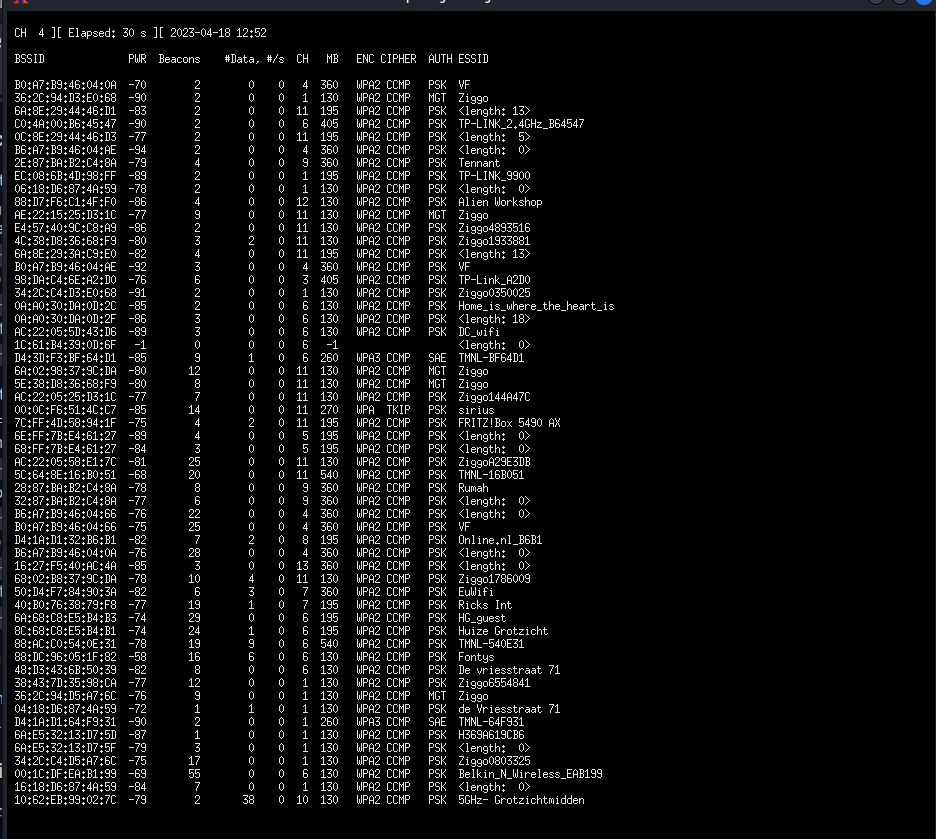 CH 4 ][ Elapsed: 30 s ][ 2023-04-18 12:52
BSSID PWR Beacons #Data, #/s CH MB ENC CIPHER AUTH ESSID
B0:A7:B9:46:04:0A -70 2 0 0 4 360 WPA2 CCMP PSK VF
36:2C:94:D3:E0:68 -90 2 0 0 1 130 WPA2 CCMP MGT Ziggo
6A:8E:29:44:46:D1 -83 2 0 0 11 195 WPA2 CCMP PSK <length: 13>
C0:4A:00:B6:45:47 -90 2 0 0 6 405 WPA2 CCMP PSK TP-LINK_2.4GHz_B64547
0C:8E:29:44:46:D3 -77 2 0 0 11 195 WPA2 CCMP PSK <length: 5>
B6:A7:B9:46:04:AE -94 2 0 0 4 360 WPA2 CCMP PSK <length: 0>
2E:87:BA:B2:C4:8A -79 4 0 0 9 360 WPA2 CCMP PSK Tennant
EC:08:6B:4D:98:FF -89 2 0 0 1 195 WPA2 CCMP PSK TP-LINK_9900
06:18:D6:87:4A:59 -78 2 0 0 1 130 WPA2 CCMP PSK <length: 0>
88:D7:F6:C1:4F:F0 -86 4 0 0 12 130 WPA2 CCMP PSK Alien Workshop
AE:22:15:25:D3:1C -77 9 0 0 11 130 WPA2 CCMP MGT Ziggo
E4:57:40:9C:C8:A9 -86 2 0 0 11 130 WPA2 CCMP PSK Ziggo4893516
4C:38:D8:36:68:F9 -80 3 2 0 11 130 WPA2 CCMP PSK Ziggo1933881
6A:8E:29:3A:C9:E0 -82 4 0 0 11 195 WPA2 CCMP PSK <length: 13>
B0:A7:B9:46:04:AE -92 3 0 0 4 360 WPA2 CCMP PSK VF
98:DA:C4:6E:A2:D0 -76 6 0 0 3 405 WPA2 CCMP PSK TP-Link_A2D0
34:2C:C4:D3:E0:68 -91 2 0 0 1 130 WPA2 CCMP PSK Ziggo0350025
0A:A0:30:DA:0D:2C -85 2 0 0 6 130 WPA2 CCMP PSK Home_is_where_the_heart_is
0A:A0:30:DA:0D:2F -86 3 0 0 6 130 WPA2 CCMP PSK <length: 18>
AC:22:05:5D:43:D6 -89 3 0 0 6 130 WPA2 CCMP PSK DC_wifi
1C:61:B4:39:0D:6F -1 0 0 0 6 -1 <length: 0>
D4:3D:F3:BF:64:D1 -85 9 1 0 6 260 WPA3 CCMP SAE TMNL-BF64D1
6A:02:98:37:9C:DA -80 12 0 0 11 130 WPA2 CCMP MGT Ziggo
5E:38:D8:36:68:F9 -80 8 0 0 11 130 WPA2 CCMP MGT Ziggo
AC:22:05:25:D3:1C -77 7 0 0 11 130 WPA2 CCMP PSK Ziggo144A47C
00:0C:F6:51:4C:C7 -85 14 0 0 11 270 WPA TKIP PSK sirius
7C:FF:4D:58:94:1F -75 4 2 0 11 195 WPA2 CCMP PSK FRITZ!Box 5490 AX
6E:FF:7B:E4:61:27 -89 4 0 0 5 195 WPA2 CCMP PSK <length: 0>
68:FF:7B:E4:61:27 -84 3 0 0 5 195 WPA2 CCMP PSK <length: 0>
AC:22:05:58:E1:7C -81 25 0 0 11 130 WPA2 CCMP PSK ZiggoA29E3DB
5C:64:8E:16:B0:51 -68 20 0 0 11 540 WPA2 CCMP PSK TMNL-16B051
28:87:BA:B2:C4:8A -78 8 0 0 9 360 WPA2 CCMP PSK Rumah
32:87:BA:B2:C4:8A -77 6 0 0 9 360 WPA2 CCMP PSK <length: 0>
B6:A7:B9:46:04:66 -76 22 0 0 4 360 WPA2 CCMP PSK <length: 0>
B0:A7:B9:46:04:66 -75 25 0 0 4 360 WPA2 CCMP PSK VF
D4:1A:D1:32:B6:B1 -82 7 2 0 8 195 WPA2 CCMP PSK Online.nl_B6B1
B6:A7:B9:46:04:0A -76 28 0 0 4 360 WPA2 CCMP PSK <length: 0>
16:27:F5:40:AC:4A -85 3 0 0 13 360 WPA2 CCMP PSK <length: 0>
68:02:B8:37:9C:DA -78 10 4 0 11 130 WPA2 CCMP PSK Ziggo1786009
50:D4:F7:84:90:3A -82 6 3 0 7 360 WPA2 CCMP PSK EuWifi
40:B0:76:38:79:F8 -77 19 1 0 7 195 WPA2 CCMP PSK Ricks Int
6A:68:C8:E5:B4:B3 -74 29 0 0 6 195 WPA2 CCMP PSK HG_guest
8C:68:C8:E5:B4:B1 -74 24 1 0 6 195 WPA2 CCMP PSK Huize Grotzicht
88:AC:C0:54:0E:31 -78 19 9 0 6 540 WPA2 CCMP PSK TMNL-540E31
88:DC:96:05:1F:82 -58 16 6 0 6 130 WPA2 CCMP PSK Fontys
48:D3:43:6B:50:39 -82 8 0 0 6 130 WPA2 CCMP PSK De vriesstraat 71
38:43:7D:35:98:CA -77 12 0 0 1 130 WPA2 CCMP PSK Ziggo6554841
36:2C:94:D5:A7:6C -76 9 0 0 1 130 WPA2 CCMP MGT Ziggo
04:18:D6:87:4A:59 -72 1 1 0 1 130 WPA2 CCMP PSK de Vriesstraat 71
D4:1A:D1:64:F9:31 -90 2 0 0 1 260 WPA3 CCMP SAE TMNL-64F931
6A:E5:32:13:D7:5D -87 1 0 0 1 130 WPA2 CCMP PSK H369A619CB6
6A:E5:32:13:D7:5F -79 3 0 0 1 130 WPA2 CCMP PSK <length: 0>
34:2C:C4:D5:A7:6C -75 17 0 0 1 130 WPA2 CCMP PSK Ziggo0803325
00:1C:DF:EA:B1:99 -69 55 0 0 6 130 WPA2 CCMP PSK Belkin_N_Wireless_EAB199
16:18:D6:87:4A:59 -84 7 0 0 1 130 WPA2 CCMP PSK <length: 0>
10:62:EB:99:02:7C -79 2 38 0 10 130 WPA2 CCMP PSK 5GHz- Grotzichtmidden